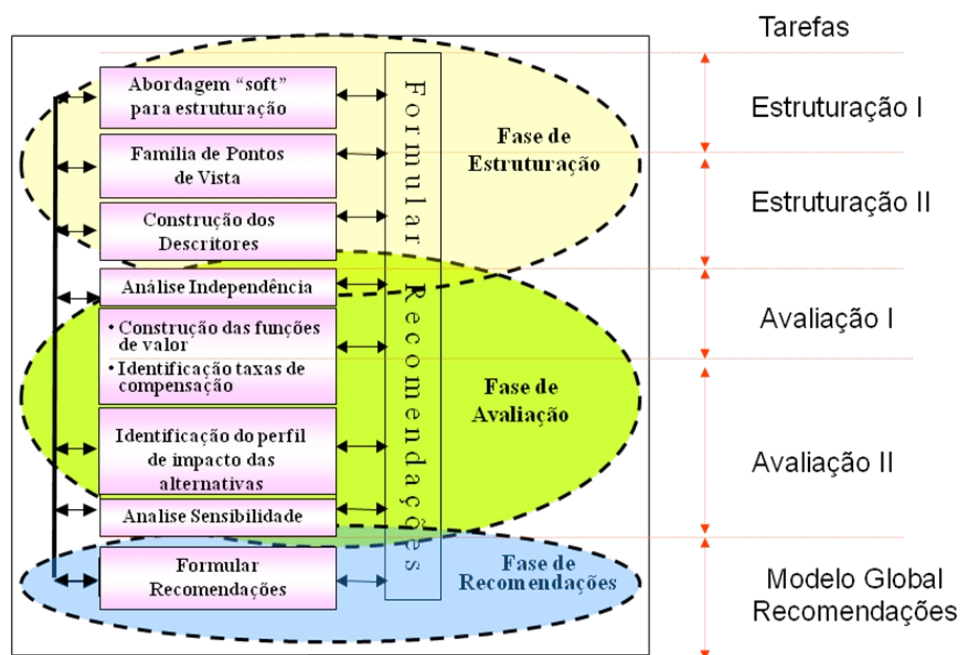 Tarefas
Abordagem “soft”
para estruturação
Família de Pontos
de Vista
Construção dos
Descritores
Análise Independência
• Construção das funções
de valor
• Identificação taxas de
compensação
Identificação do perfil
de impacto das
alternativas
Analise Sensibilidade
Formular
Recomendações
Formular Recomendações
Fase de
Estruturação
Fase de
Avaliação
Fase de
Recomendações
Estruturação I
Estruturação II
Avaliação I
Avaliação II
Modelo Global
Recomendações